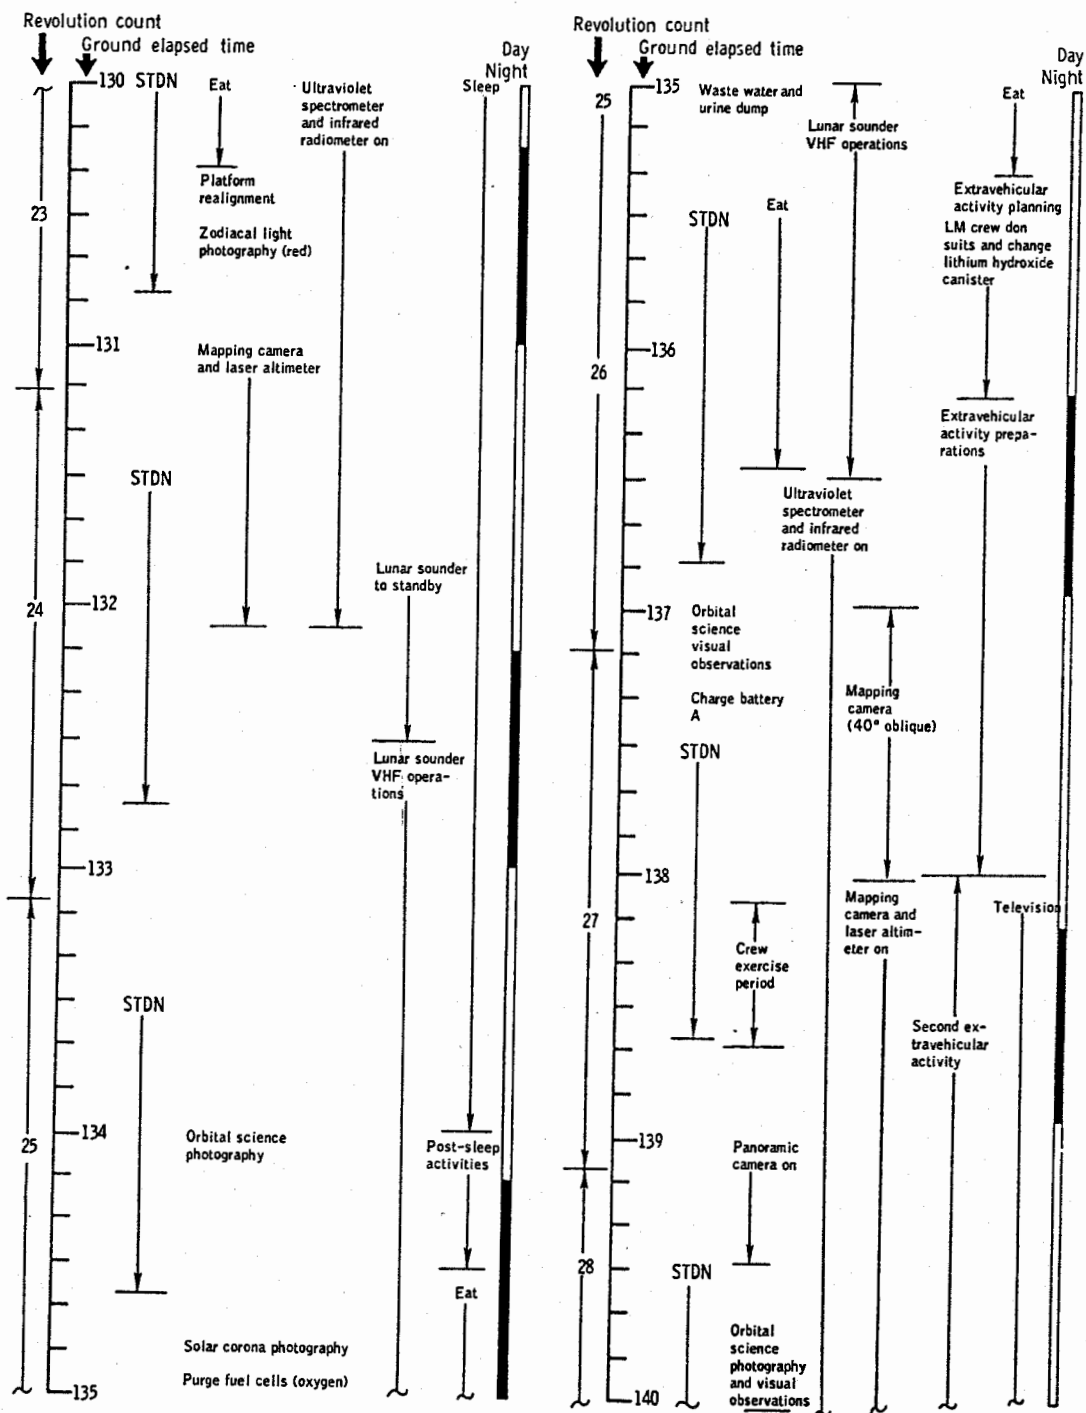 Revolution count
Ground elapsed time
Day
Night
130
STDN
Eat
Ultraviolet
spectrometer
and infrared
radiometer on
Sleep
Platform
realignment
23
Zodiacal light
photography (red)
131
Mapping camera
and laser altimeter
STDN
Lunar sounder
to standby
24
132
Lunar sounder
VHF opera-
tions
133
STDN
25
134
Orbital science
photography
Post-sleep
activities
Eat
Solar corona photography
Purge fuel cells (oxygen)
135
Revolution count
Ground elapsed time
Day
Night
25
135
Waste water and
urine dump
Lunar sounder
VHF operations
Eat
Extravehicular
activity planning
LM crew don
suits and change
lithium hydroxide
canister
STDN
Eat
136
26
Extravehicular
activity prepa-
rations
Ultraviolet
spectrometer
and infrared
radiometer on
137
Orbital
science
visual
observations
Charge battery
A
Mapping
camera
(40° oblique)
STDN
138
27
Mapping
camera and
laser altim-
eter on
Television
Crew
exercise
period
Second ex-
travehicular
activity
139
Panoramic
camera on
28
STDN
Orbital
science
photography
and visual
observations
140